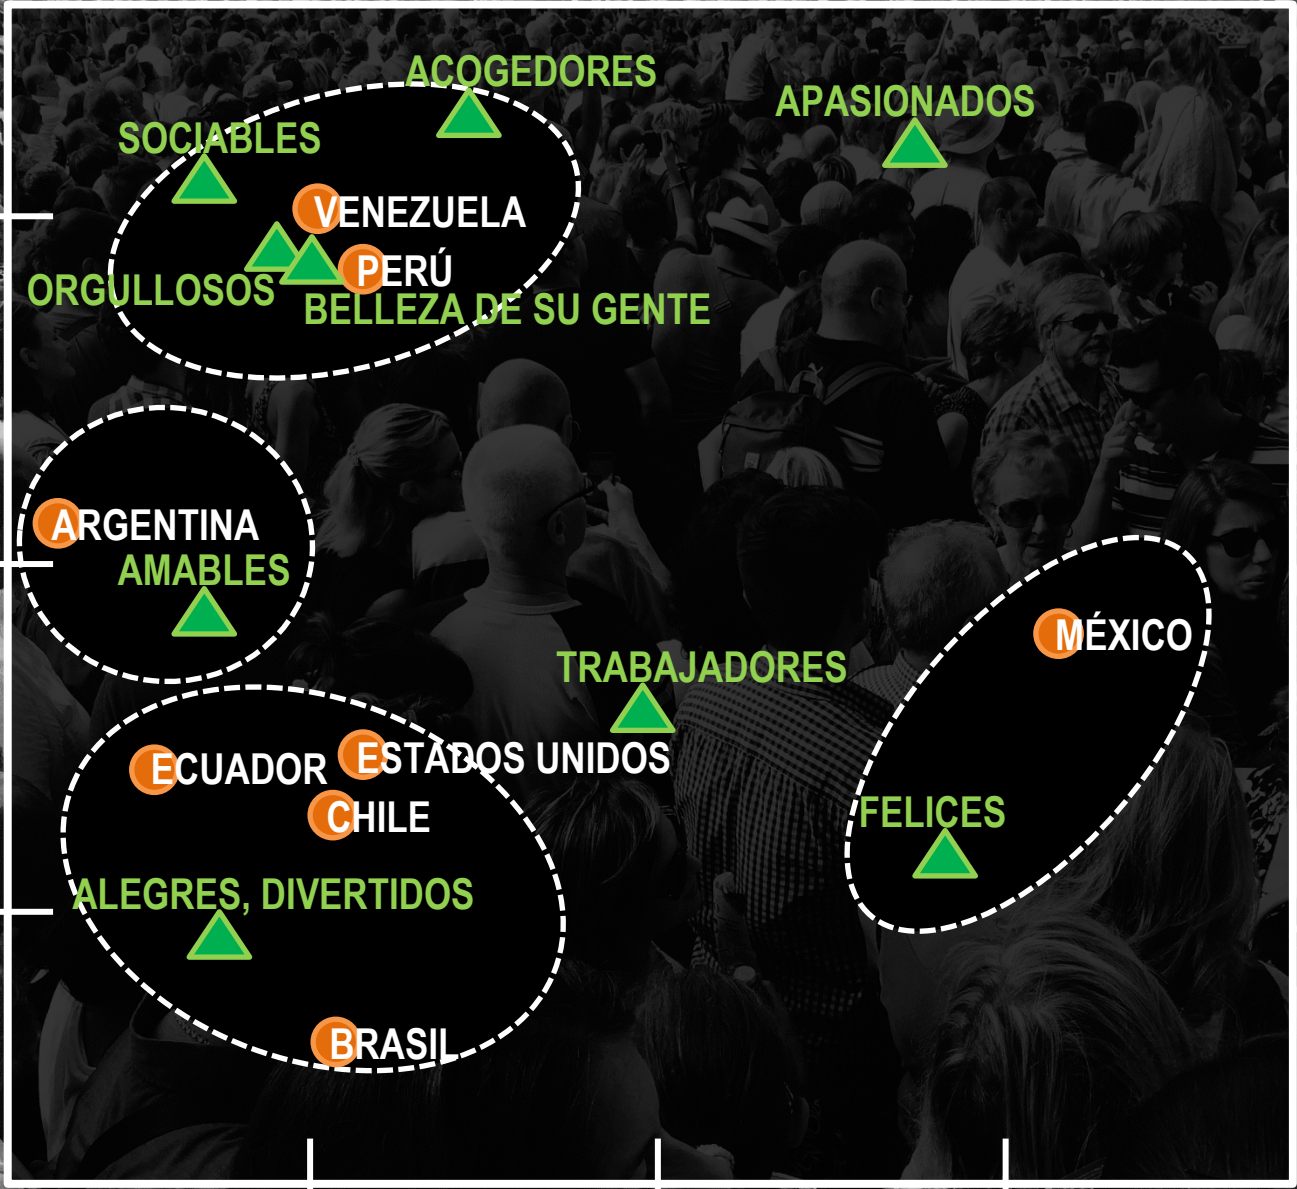 ACOGEDORES
APASIONADOS
SOCIABLES
VENEZUELA
PERÚ
ORGULLOSOS
BELLEZA DE SU GENTE
ARGENTINA
AMABLES
MÉXICO
TRABAJADORES
ECUADOR
ESTADOS UNIDOS
CHILE
FELICES
ALEGRES, DIVERTIDOS
BRASIL